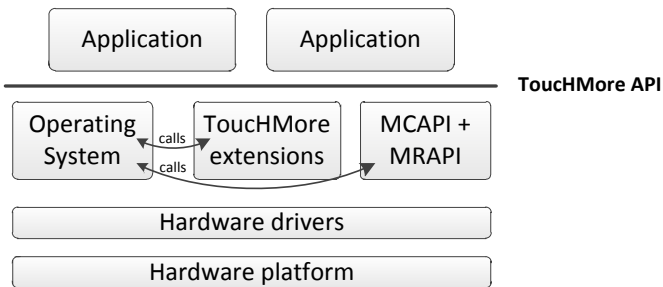 Application
Application
ToucHMore API
Operating
System
calls
calls
ToucHMore
extensions
MCAPI +
MRAPI
Hardware drivers
Hardware platform